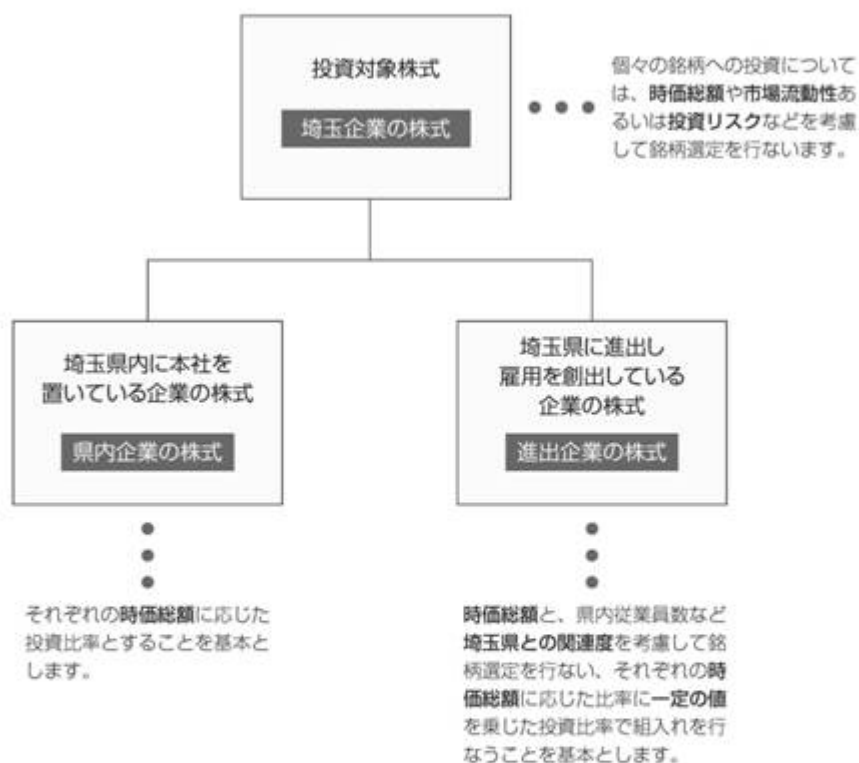 投資対象株式
埼玉企業の株式
個々の銘柄への投資について
は、時価総額や市場流動性あ
るいは投資リスクなどを考慮
して銘柄選定を行ないます。
埼玉県内に本社を
置いている企業の株式
県内企業の株式
それぞれの時価総額に応じた
投資比率とすることを基本と
します。
埼玉県に進出し
雇用を創出している
企業の株式
進出企業の株式
時価総額と、県内従業員数など
埼玉県との関連度を考慮して銘
柄選定を行ない、それぞれの時
価総額に応じた比率に一定の値
を乗じた投資比率で組入れを行
なうことを基本とします。